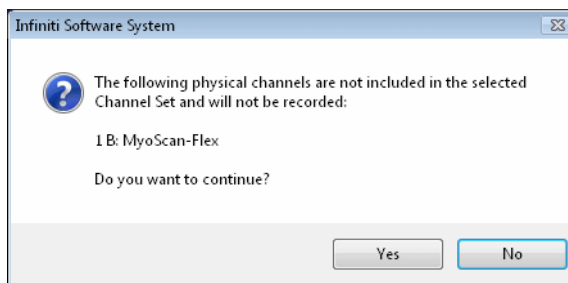 Infiniti Software System
The following physical channels are not included in the selected
Channel Set and will not be recorded:
1 B: MyoScan-Flex
Do you want to continue?
Yes No